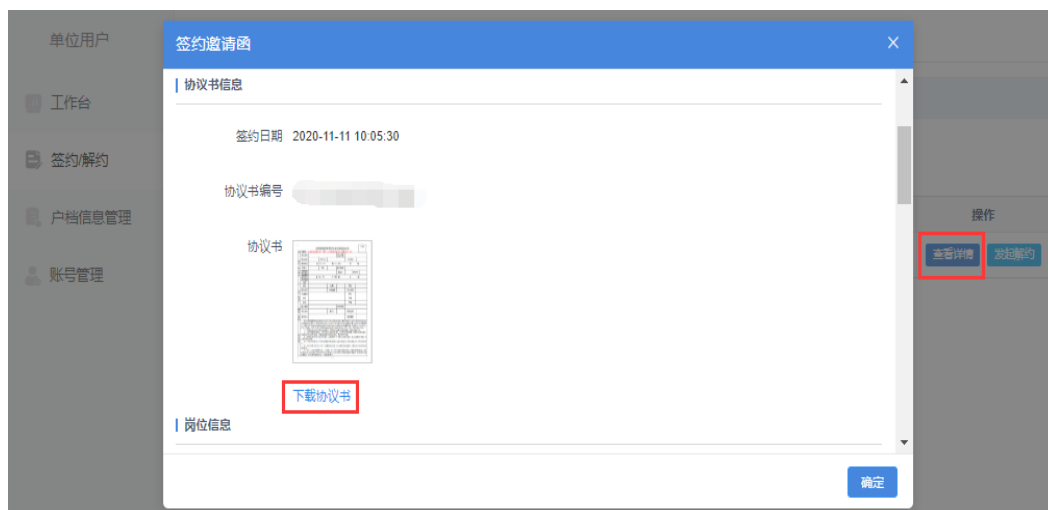 单位用户
工作台
签约/解约
户档信息管理
账号管理
签约邀请函
协议书信息
签约日期 2020-11-11 10:05:30
协议书编号
协议书
下载协议书
岗位信息
确定
操作
查看详情 发起解约